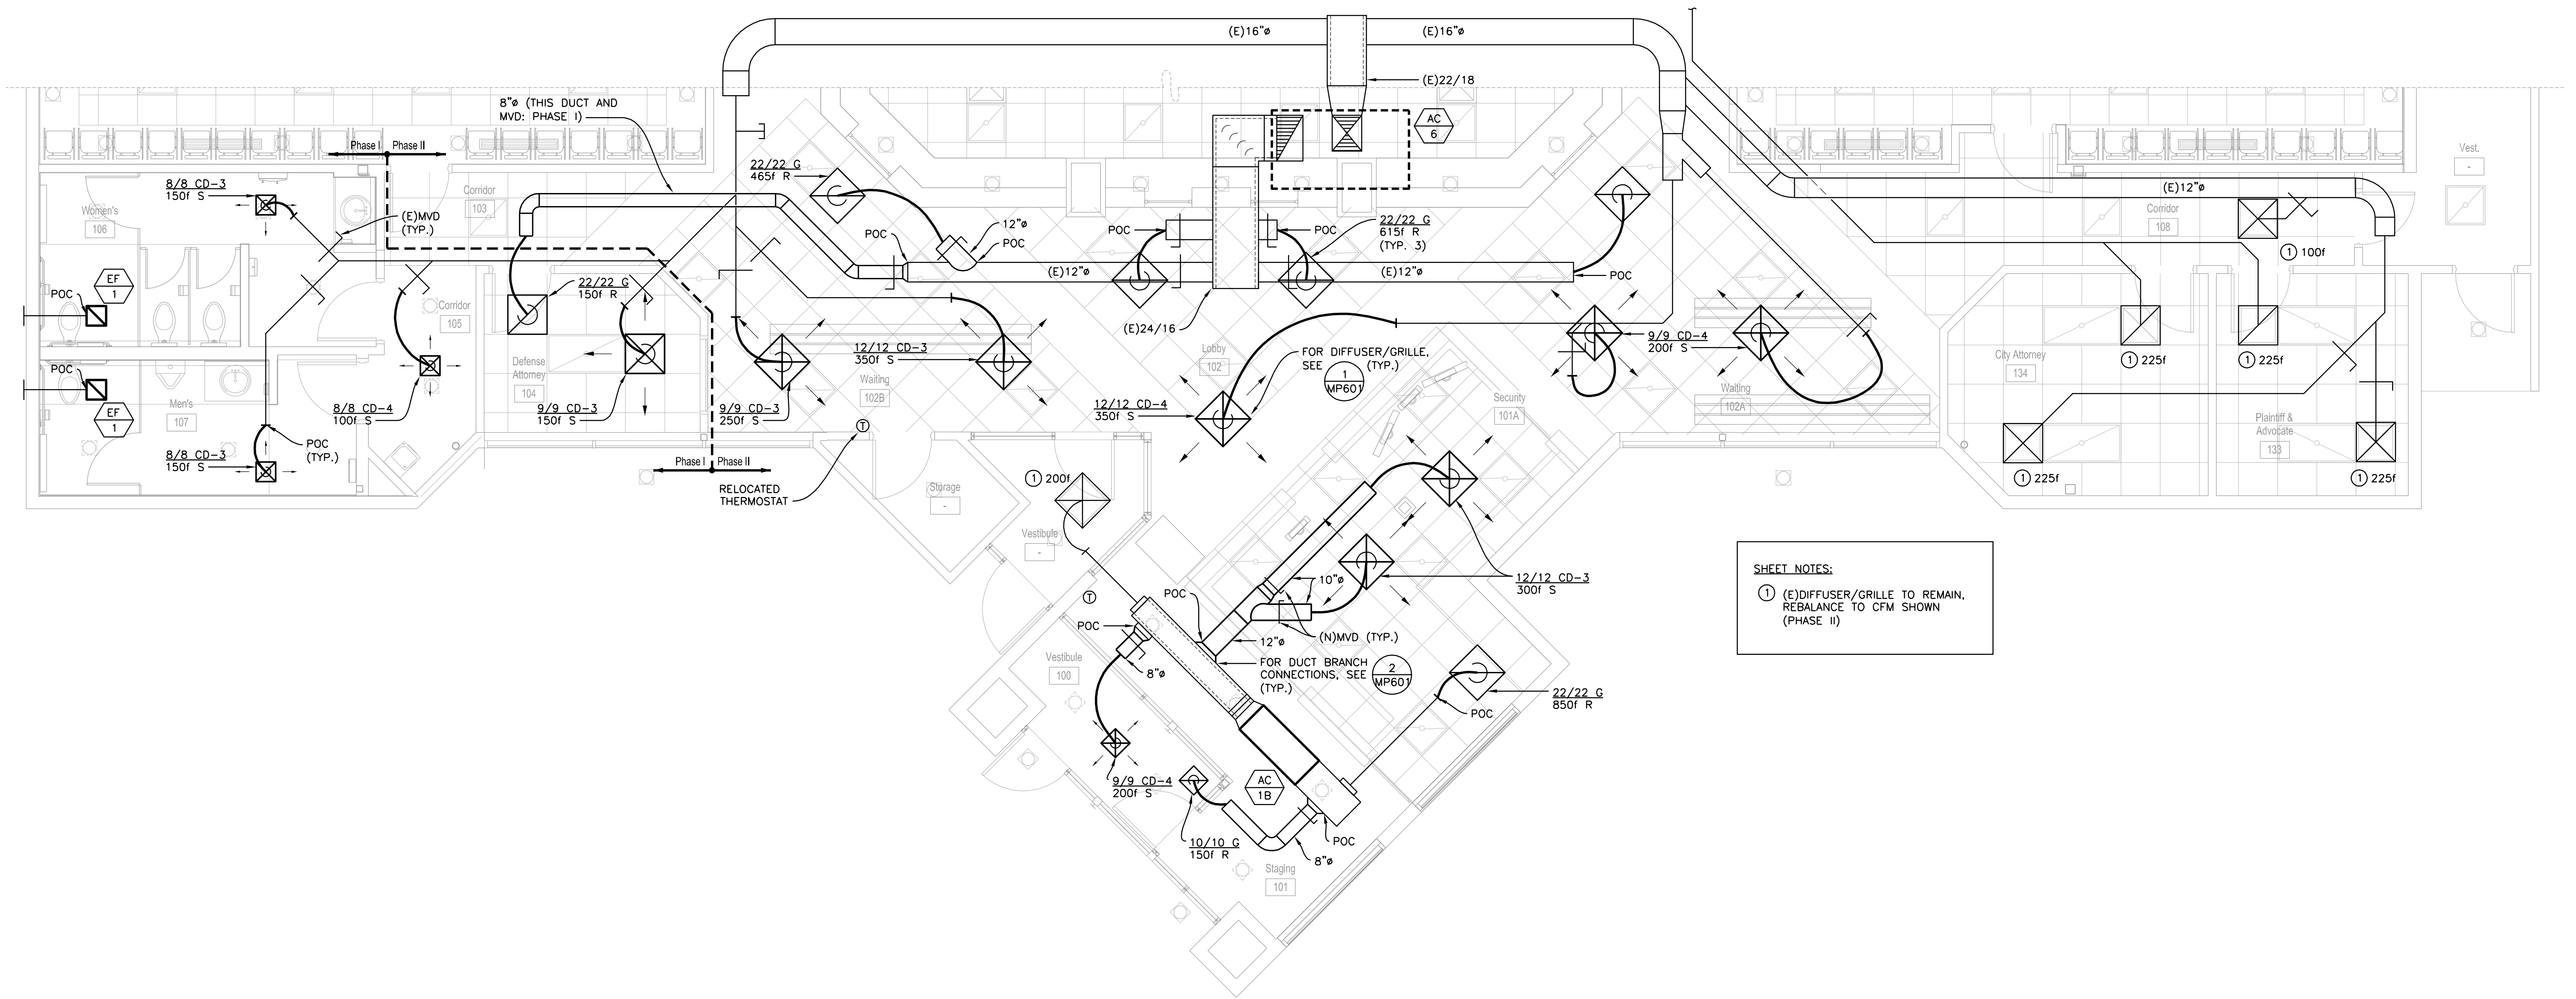 (E)16"ø
(E)16"ø
(E)22/18
8"ø (THIS DUCT AND
MVD: PHASE I)
AC
6
Phase I
Phase II
Vest.
-
22/22 G
465f R
8/8 CD-3
150f S
Women's
106
(E)MVD
(TYP.)
Corridor
103
12"ø
POC
POC
POC
POC
22/22 G
615f R
(TYP. 3)
(E)12"ø
Corridor
108
1 100f
(E)12"ø
(E)12"ø
POC
EF
1
POC
22/22 G
150f R
Corridor
105
(E)24/16
1 225f
1 225f
Defense
Attorney
104
12/12 CD-3
350f S
Waiting
102B
Lobby
102
FOR DIFFUSER/GRILLE,
SEE (TYP.)
1
MP601
9/9 CD-4
200f S
City Attorney
134
POC
EF
1
Men's
107
8/8 CD-4
100f S
9/9 CD-3
150f S
9/9 CD-3
250f S
T
12/12 CD-4
350f S
Security
101A
Waiting
102A
Plaintiff &
Advocate
133
POC
(TYP.)
8/8 CD-3
150f S
Phase I
Phase II
RELOCATED
THERMOSTAT
Storage
-
1 200f
1 225f
1 225f
Vestibule
-
T
POC
10"ø
12/12 CD-3
300f S
SHEET NOTES:
1 (E)DIFFUSER/GRILLE TO REMAIN,
REBALANCE TO CFM SHOWN
(PHASE II)
POC
(N)MVD (TYP.)
12"ø
Vestibule
100
8"ø
FOR DUCT BRANCH
CONNECTIONS, SEE
(TYP.)
2
MP601
22/22 G
850f R
POC
9/9 CD-4
200f S
AC
1B
10/10 G
150f R
POC
8"ø
Staging
101